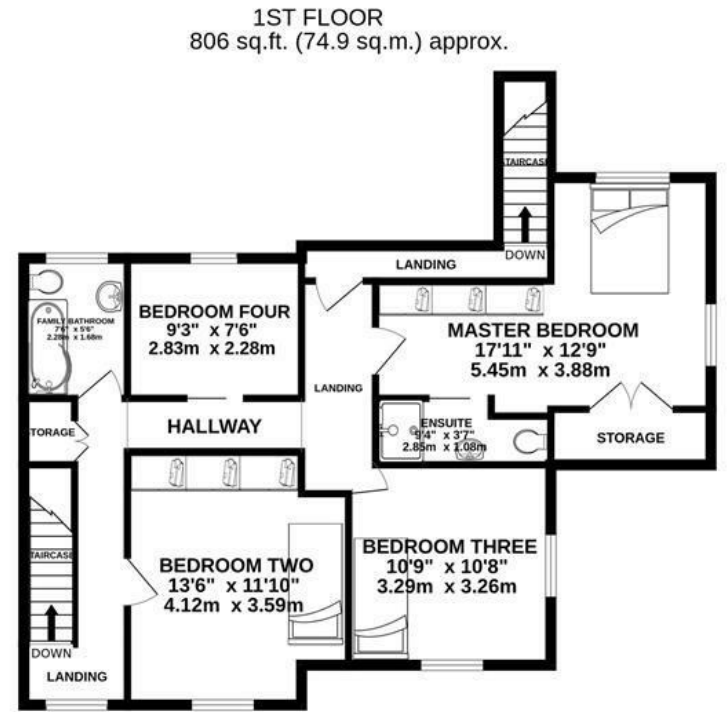 1ST FLOOR
806 sq.ft. (74.9 sq.m.) approx.
STAIRCASE
DOWN
LANDING
BEDROOM FOUR
9'3" x 7'6"
2.83m x 2.28m
FAMILY BATHROOM
7'6" x 5'6"
2.28m x 1.68m
MASTER BEDROOM
17'11" x 12'9"
5.45m x 3.88m
LANDING
HALLWAY
STORAGE
ENSUITE
9'4" x 3'7"
2.85m x 1.08m
STORAGE
BEDROOM TWO
13'6" x 11'10"
4.12m x 3.59m
BEDROOM THREE
10'9" x 10'8"
3.29m x 3.26m
STAIRCASE
DOWN
LANDING